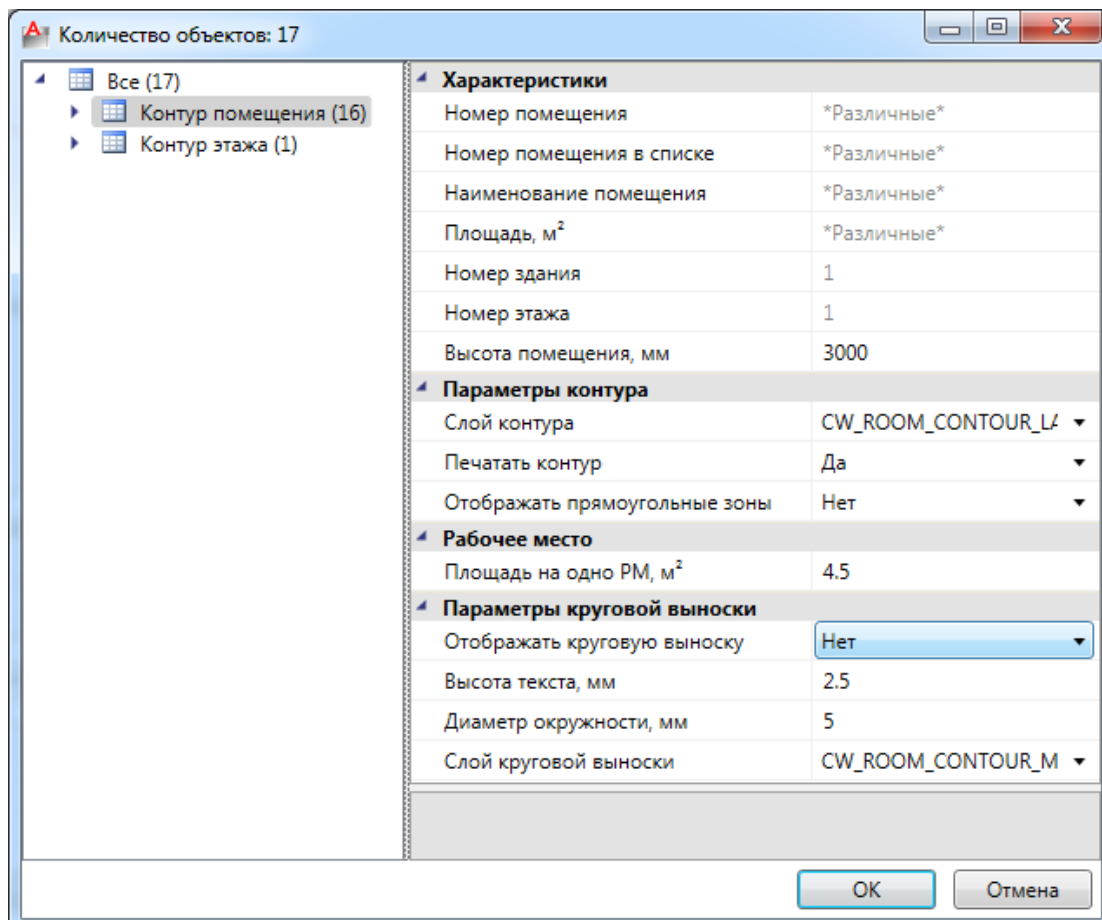 Количество объектов: 17
Все (17)
Контур помещения (16)
Контур этажа (1)
Характеристики
Номер помещения *Различные*
Номер помещения в списке *Различные*
Наименование помещения *Различные*
Площадь, м² *Различные*
Номер здания 1
Номер этажа 1
Высота помещения, мм 3000
Параметры контура
Слой контура CW_ROOM_CONTOUR_LA
Печатать контур Да
Отображать прямоугольные зоны Нет
Рабочее место
Площадь на одно РМ, м² 4.5
Параметры круговой выноски
Отображать круговую выноску Нет
Высота текста, мм 2.5
Диаметр окружности, мм 5
Слой круговой выноски CW_ROOM_CONTOUR_M
OK Отмена